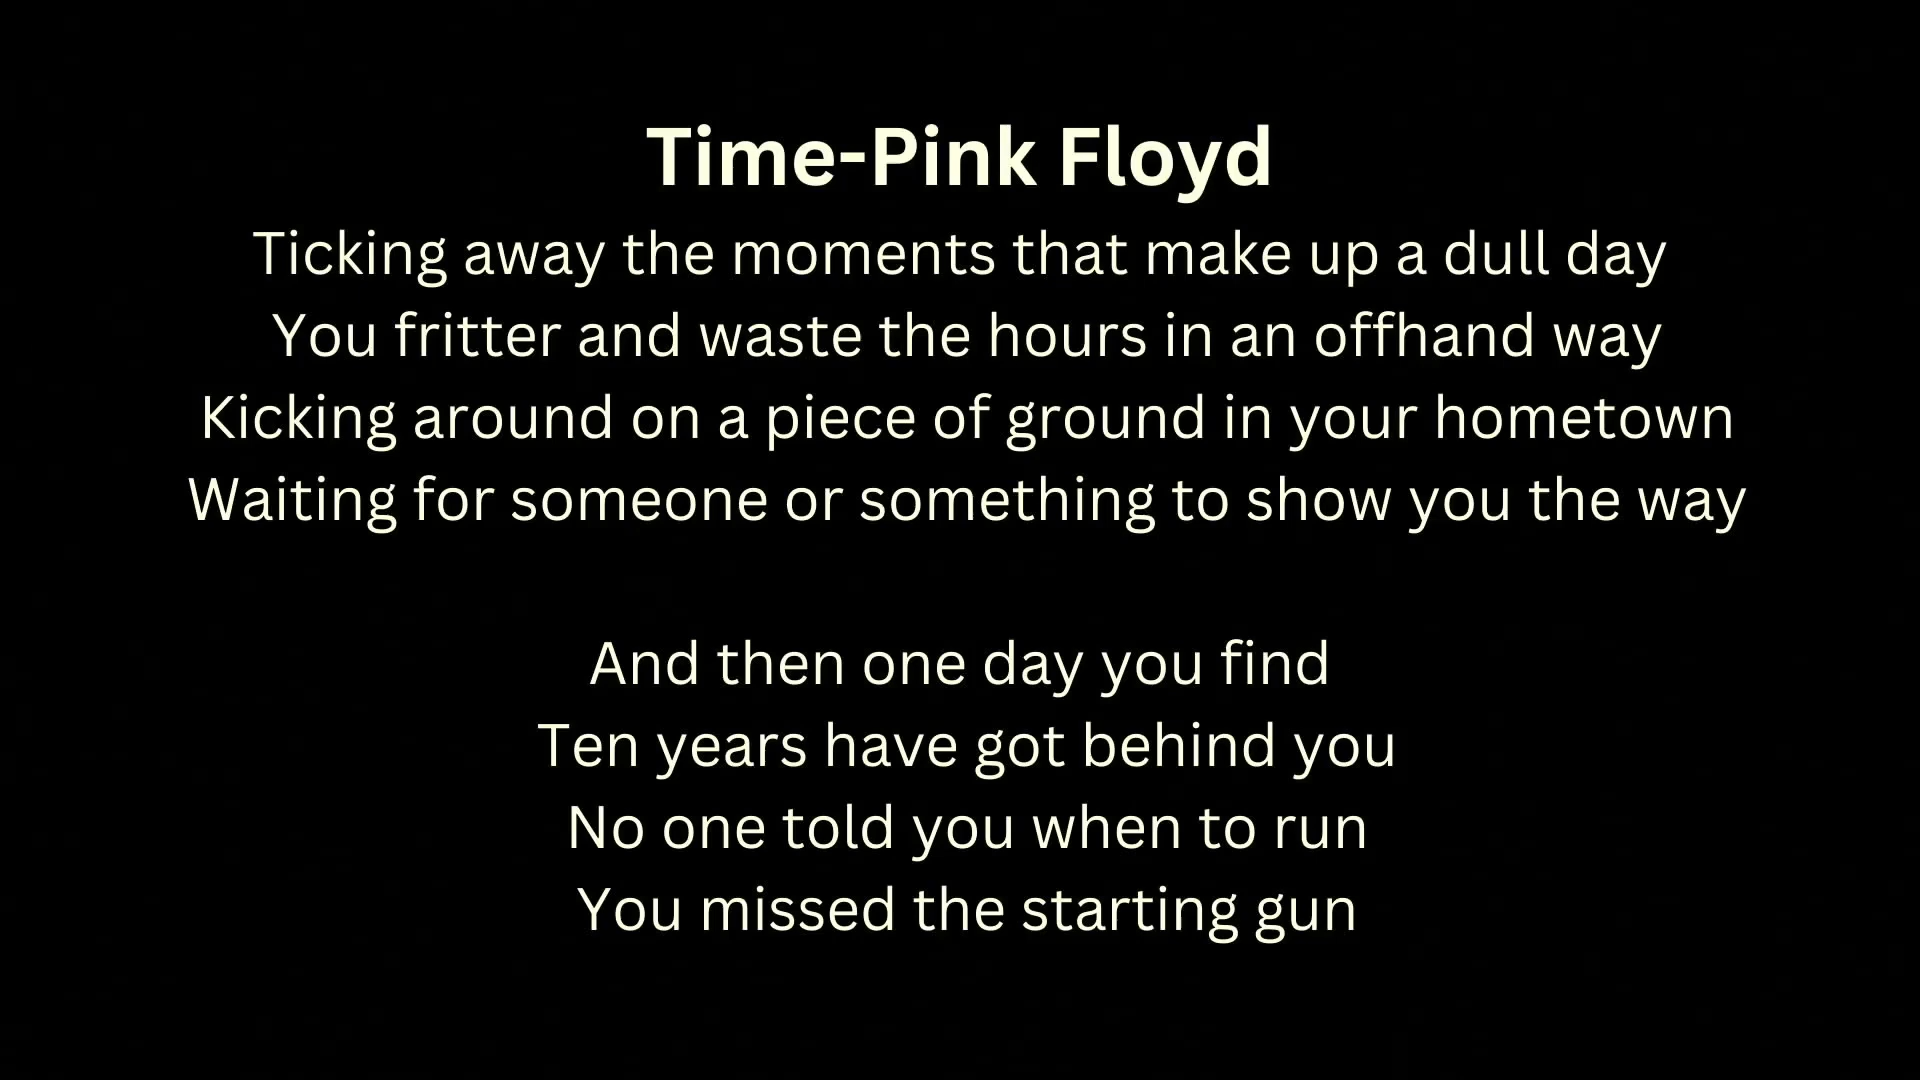 Time-Pink Floyd
Ticking away the moments that make up a dull day
You fritter and waste the hours in an offhand way
Kicking around on a piece of ground in your hometown
Waiting for someone or something to show you the way
And then one day you find
Ten years have got behind you
No one told you when to run
You missed the starting gun